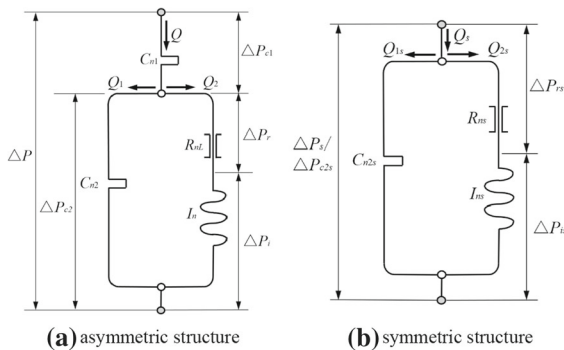 Q
Cn1
△Pc1
Q1
Q2
△Pr
RnL
△P
△Pc2
Cn2
In
△Pi
(a) asymmetric structure
Qs
Q1s
Q2s
△Prs
Rns
△Ps/
△Pc2s
Cn2s
Ins
△Pis
(b) symmetric structure